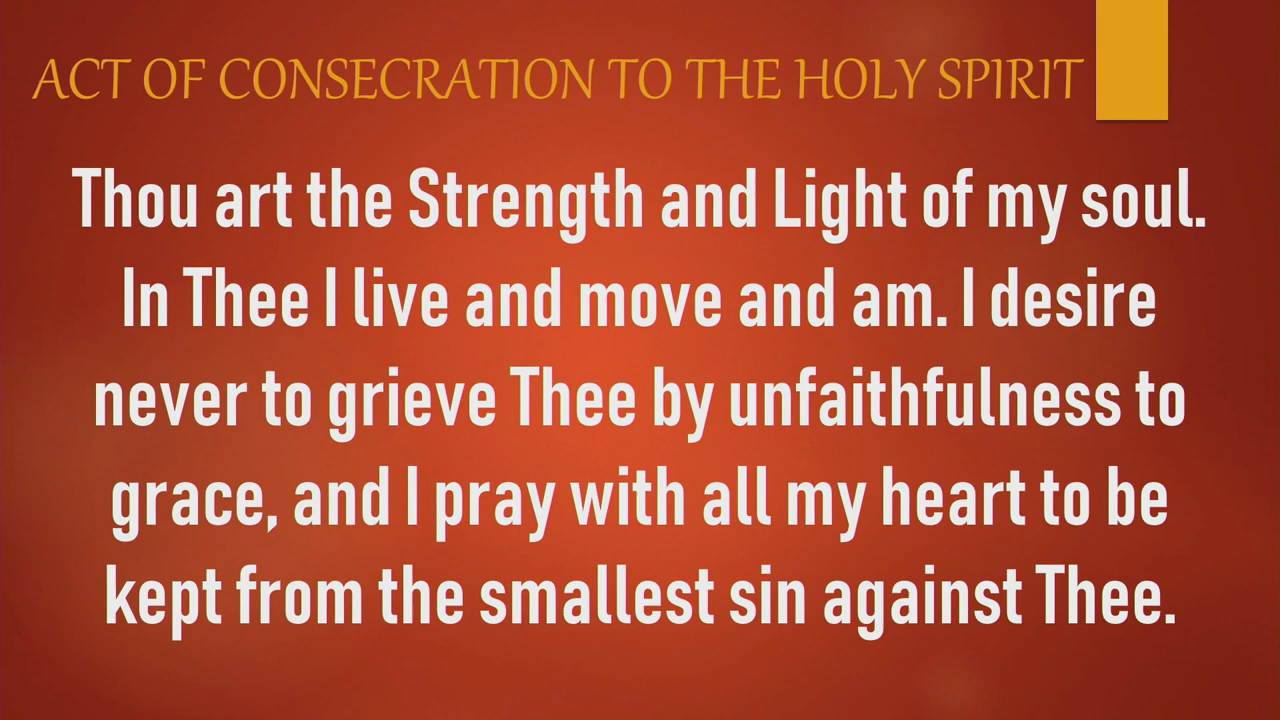 ACT OF CONSECRATION TO THE HOLY SPIRIT
Thou art the Strength and Light of my soul.
In Thee I live and move and am. I desire
never to grieve Thee by unfaithfulness to
grace, and I pray with all my heart to be
kept from the smallest sin against Thee.